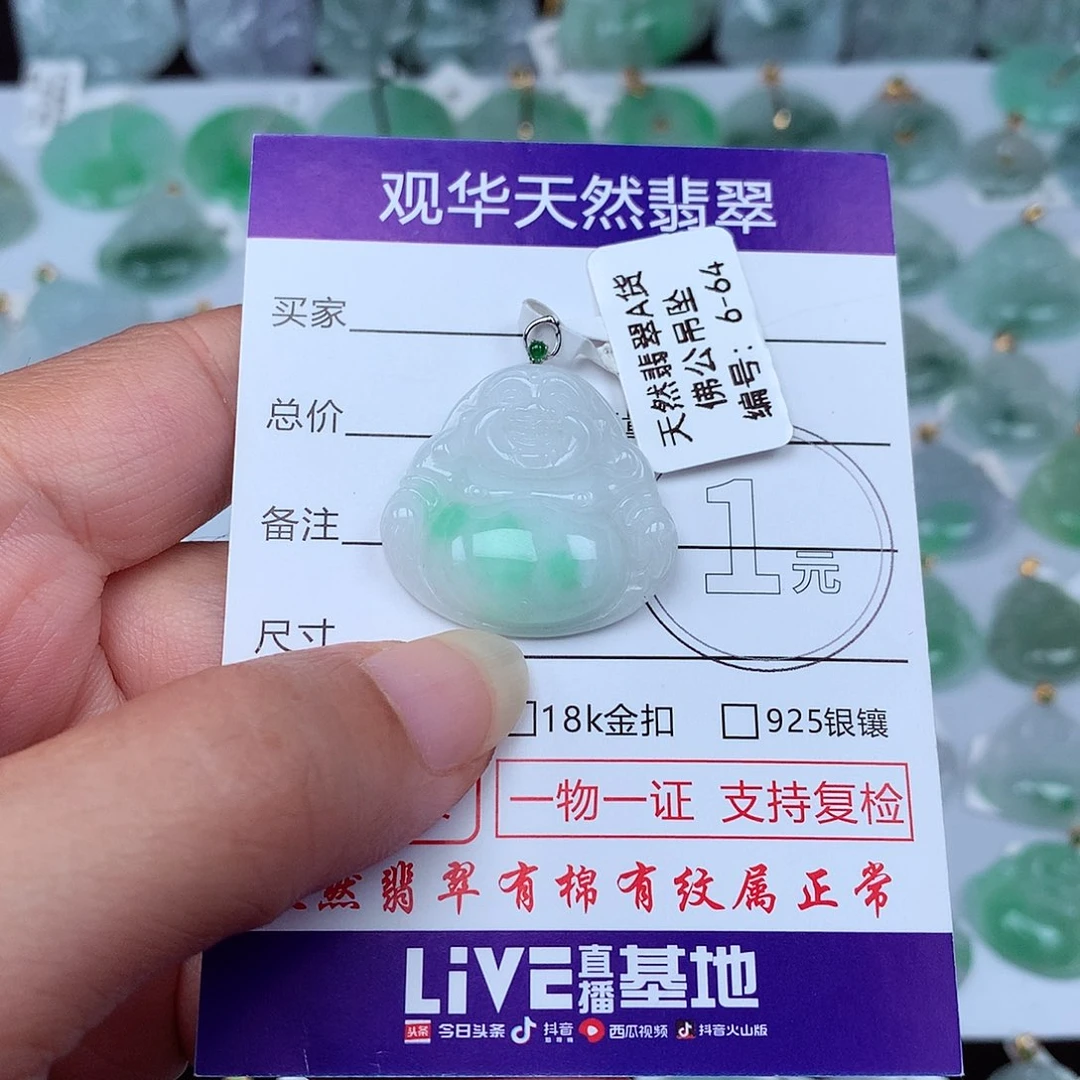 观华天然翡翠
天然翡翠A货
佛公吊坠
编号：6-64
买家
总价
备注
1元
尺寸
18k金扣 925银镶
一物一证 支持复检
然翡翠有棉有纹属正常
LiVE直播基地
头条 今日头条 抖音 西瓜视频 抖音火山版